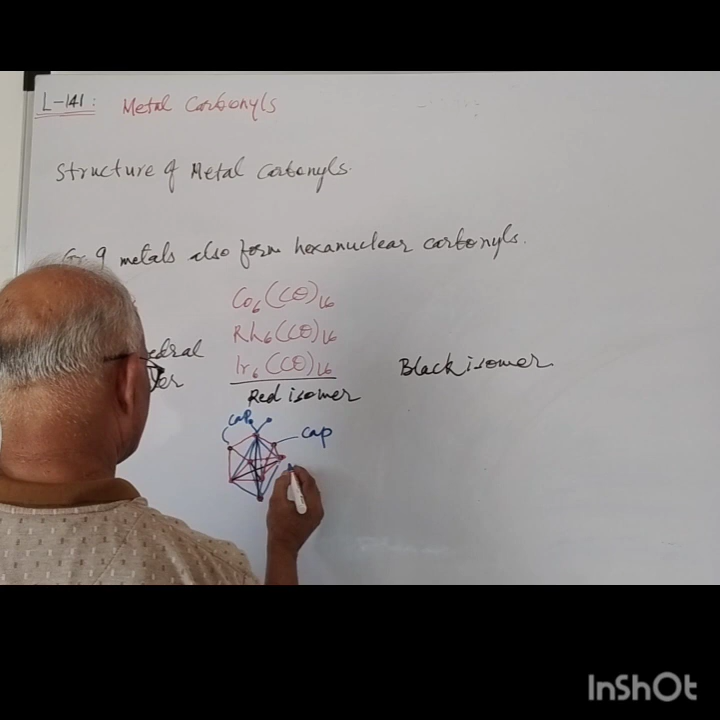 L-141: Metal Carbonyls
Structure of Metal Carbonyls.
9 metals also form hexanuclear carbonyls.
Co6(CO)16
Rh6(CO)16
Ir6(CO)16
Red isomer
Black isomer
cap
cap
InShOt